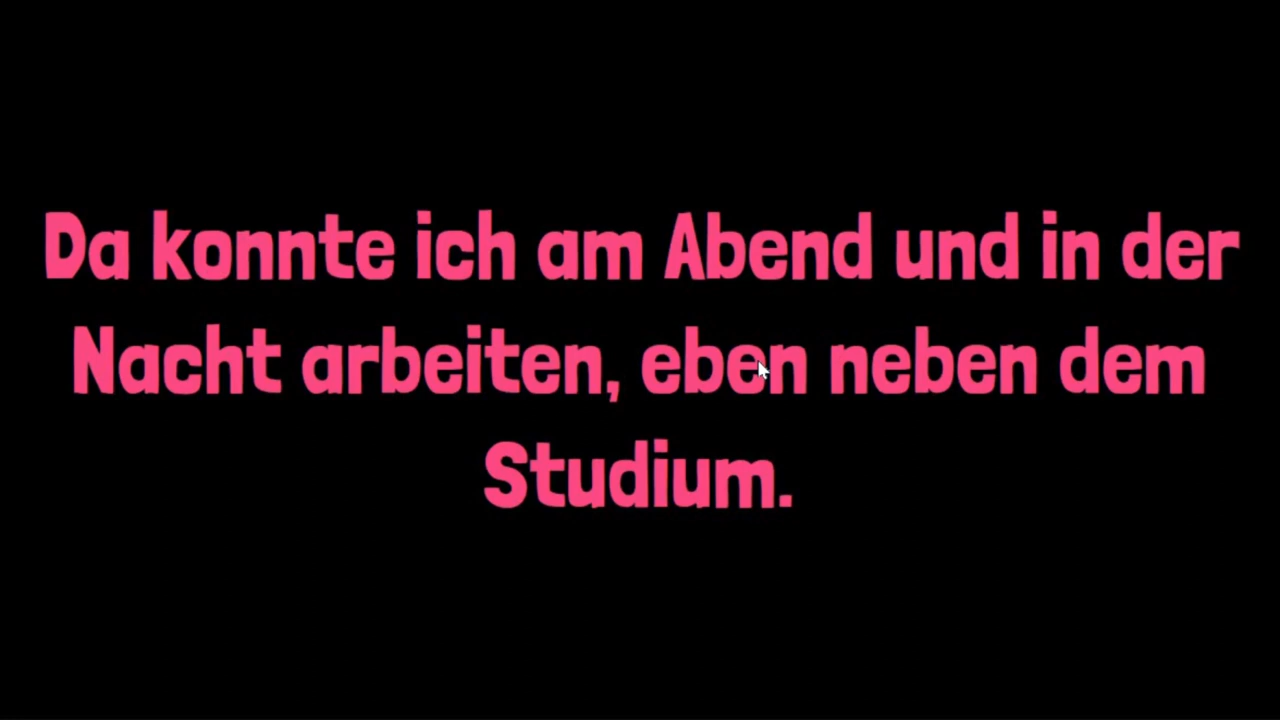 Da konnte ich am Abend und in der
Nacht arbeiten, eben neben dem
Studium.